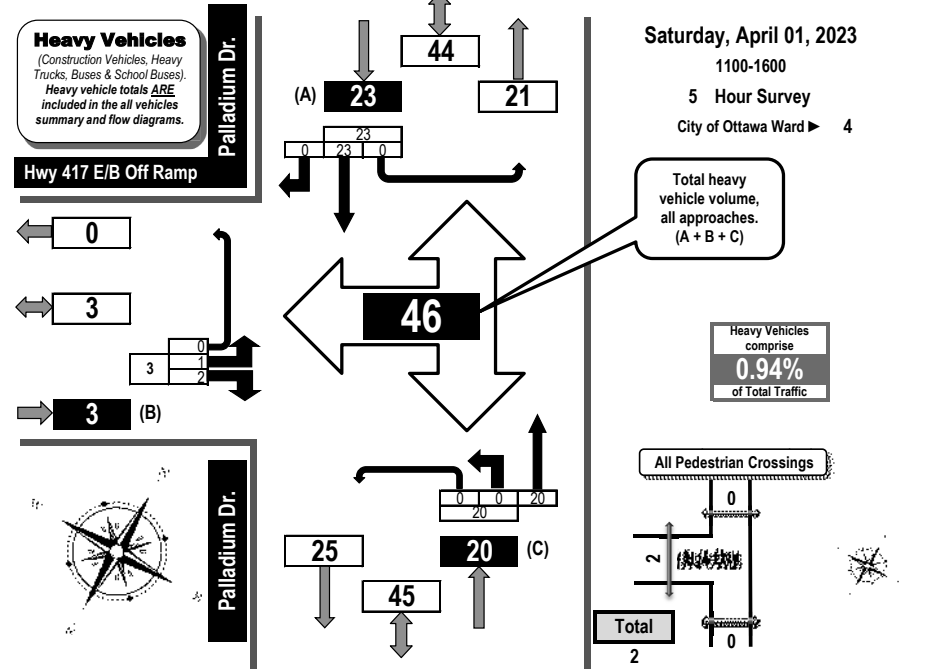 Heavy Vehicles
(Construction Vehicles, Heavy
Trucks, Buses & School Buses).
Heavy vehicle totals ARE
included in the all vehicles
summary and flow diagrams.
Palladium Dr.
Hwy 417 E/B Off Ramp
44
(A) 23
21
23
0 23 0
Saturday, April 01, 2023
1100-1600
5 Hour Survey
City of Ottawa Ward ► 4
Total heavy
vehicle volume,
all approaches.
(A + B + C)
0
3
46
0
3 1
2
3 (B)
Heavy Vehicles
comprise
0.94%
of Total Traffic
Palladium Dr.
0 0 20
20
25
20 (C)
45
All Pedestrian Crossings
0
2
0
Total
2